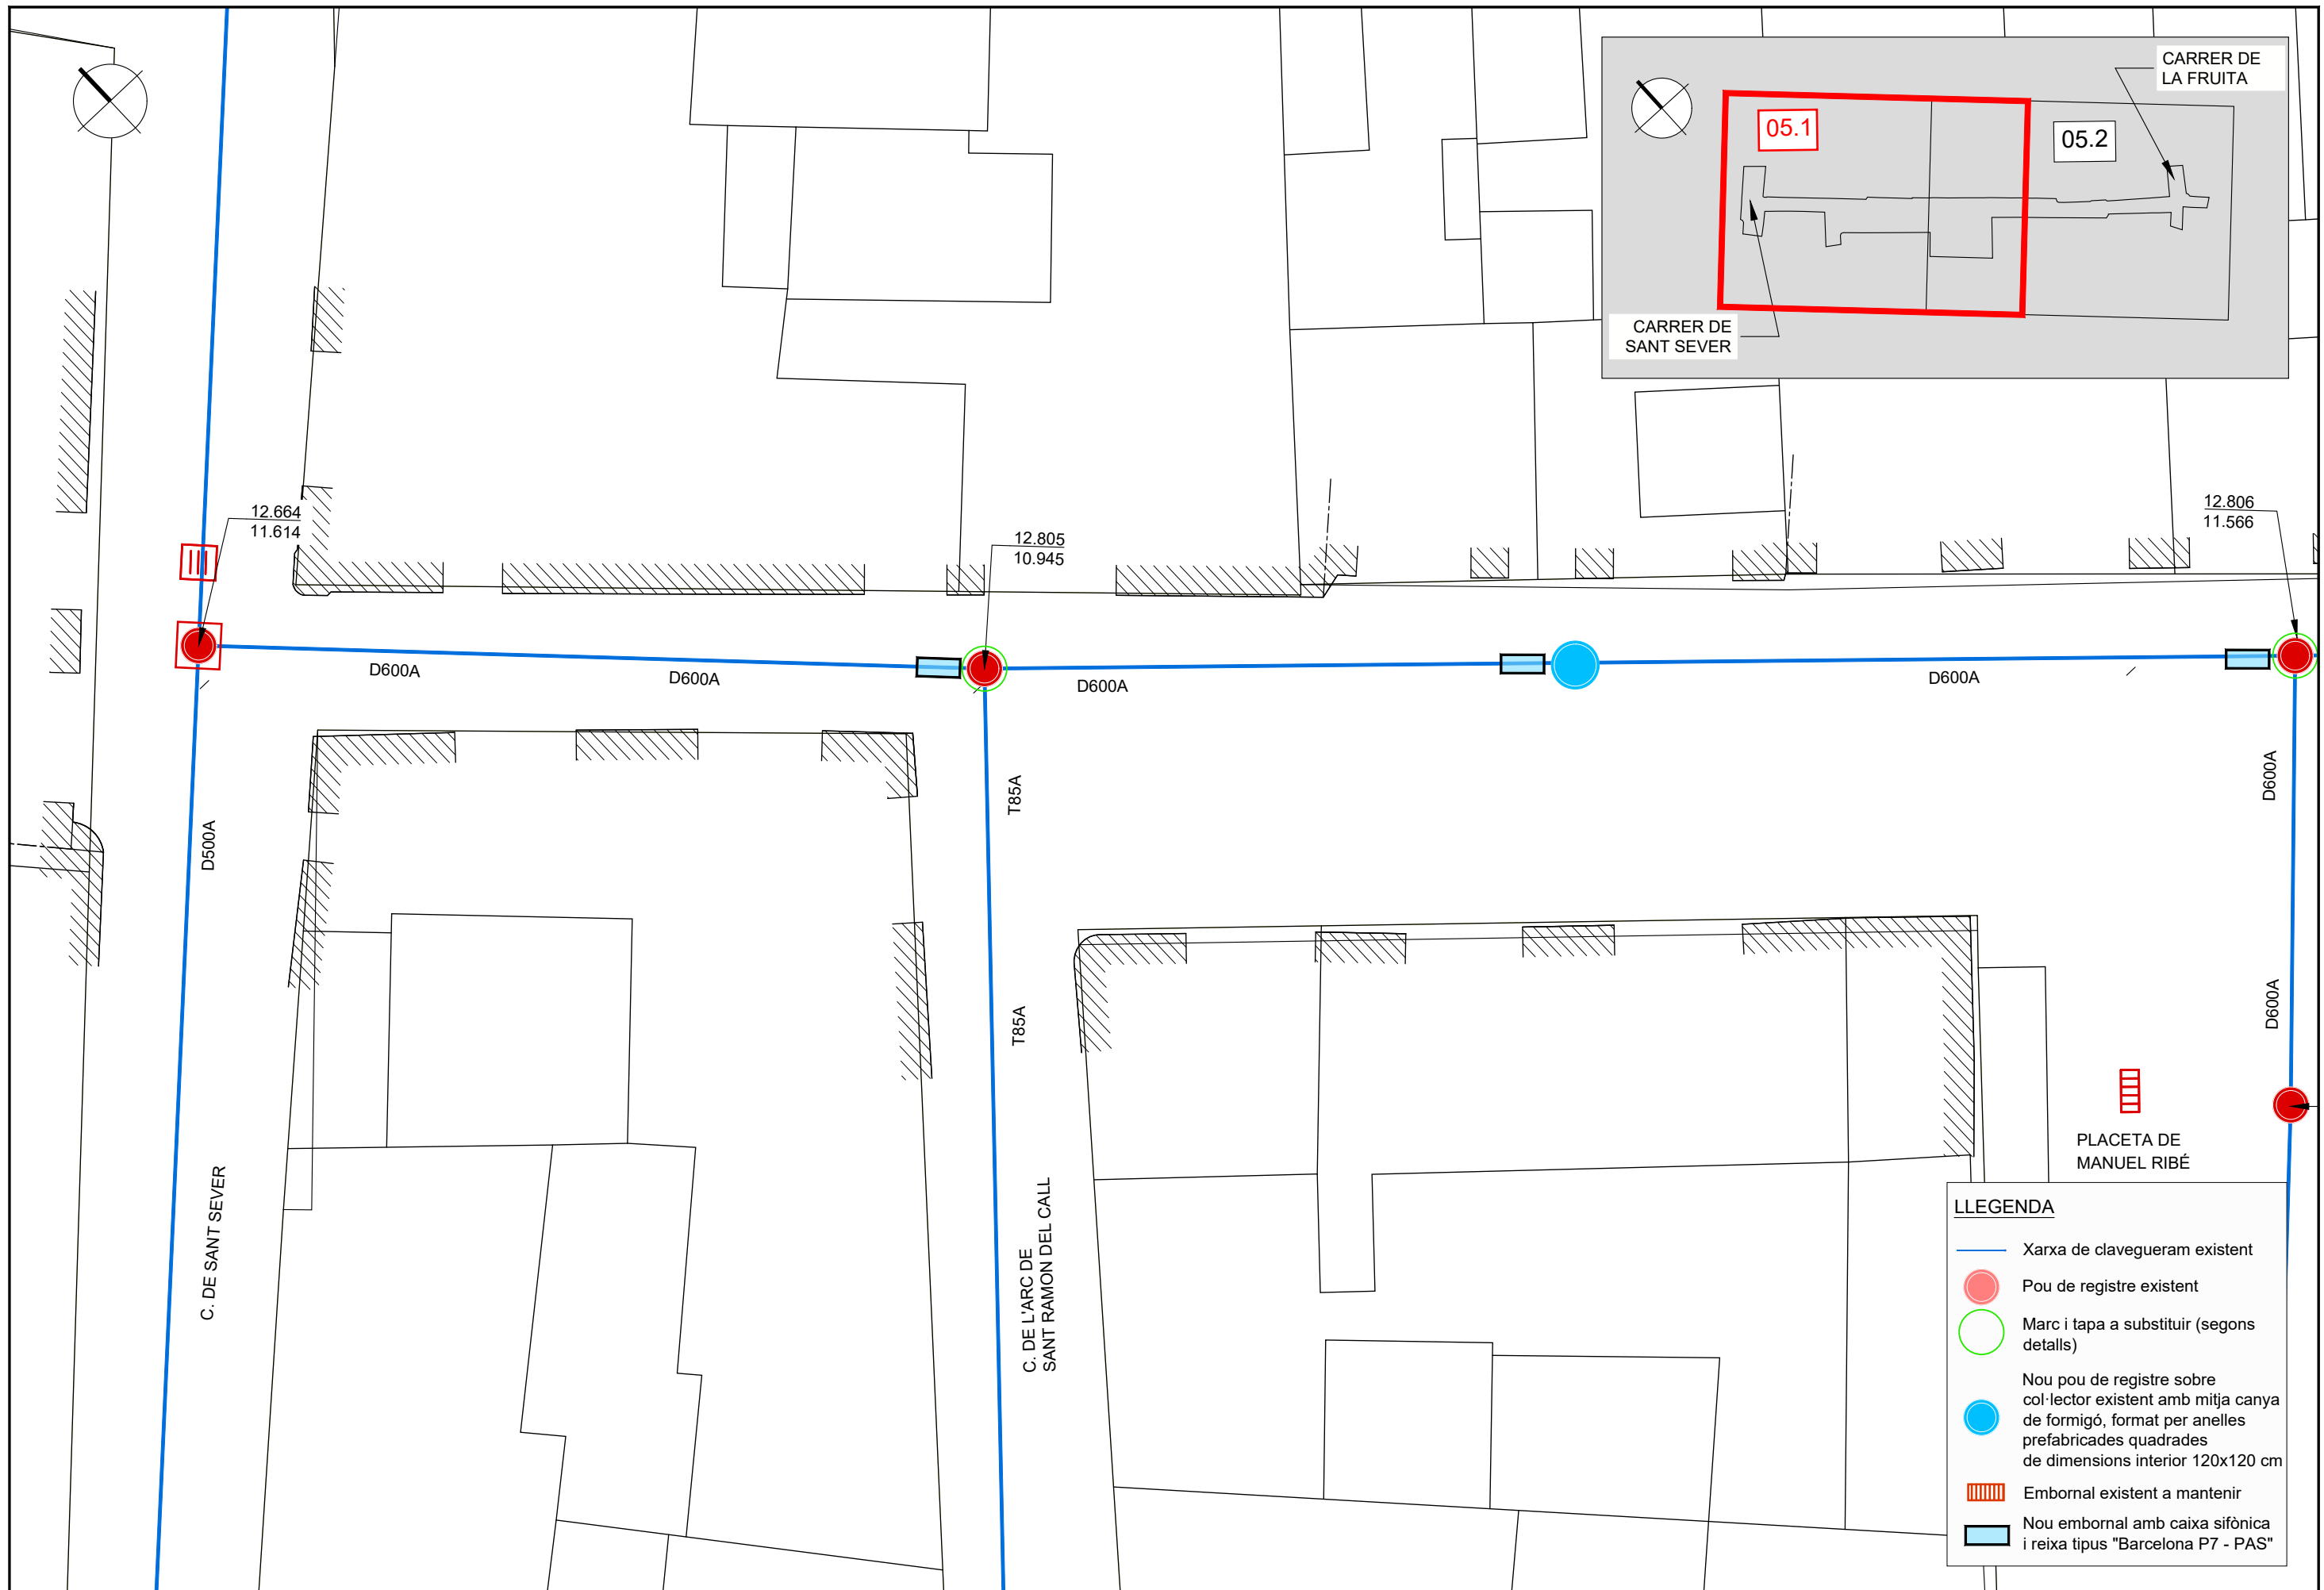 CARRER DE
LA FRUITA
05.1
05.2
CARRER DE
SANT SEVER
12.664
11.614
12.805
10.945
12.806
11.566
D600A
D600A
D600A
D600A
D500A
T85A
T85A
D600A
D600A
C. DE SANT SEVER
C. DE L'ARC DE
SANT RAMON DEL CALL
PLACETA DE
MANUEL RIBÉ
LLEGENDA
Xarxa de clavegueram existent
Pou de registre existent
Marc i tapa a substituir (segons
detalls)
Nou pou de registre sobre
col·lector existent amb mitja canya
de formigó, format per anelles
prefabricades quadrades
de dimensions interior 120x120 cm
Embornal existent a mantenir
Nou embornal amb caixa sifònica
i reixa tipus "Barcelona P7 - PAS"